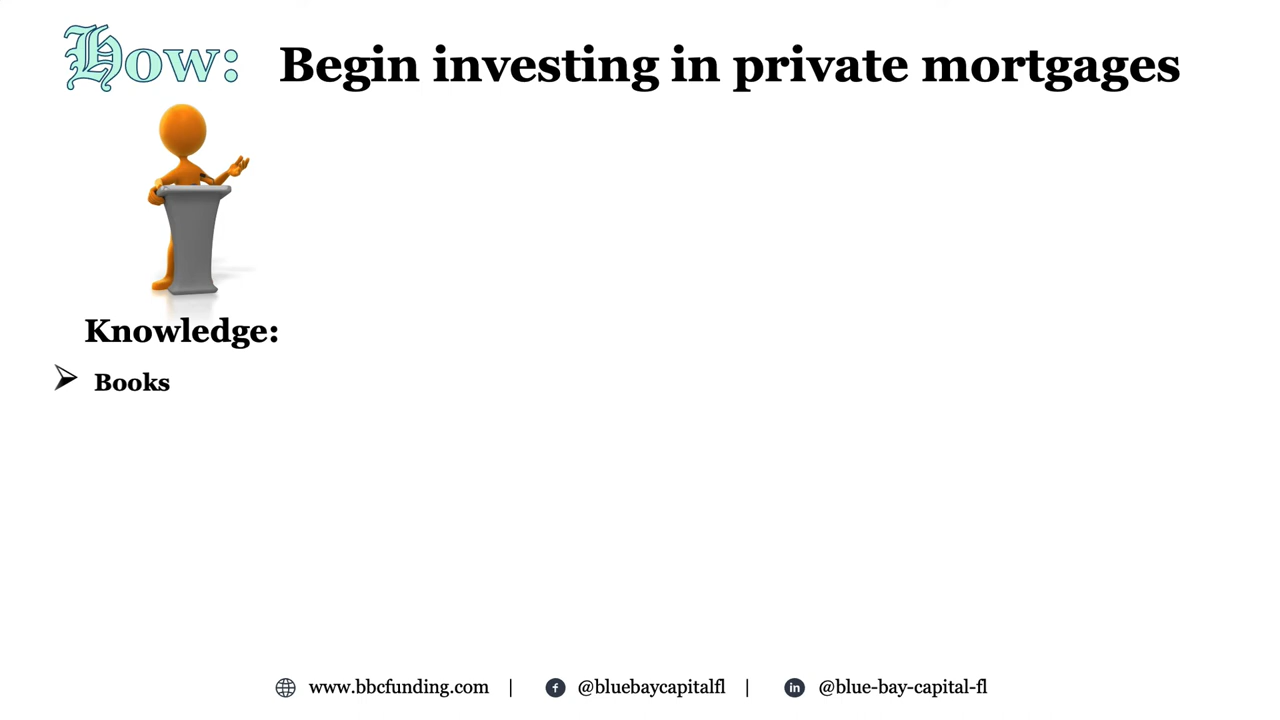 How: Begin investing in private mortgages
Knowledge:
➢ Books
www.bbcfunding.com | @bluebaycapitalfl | @blue-bay-capital-fl